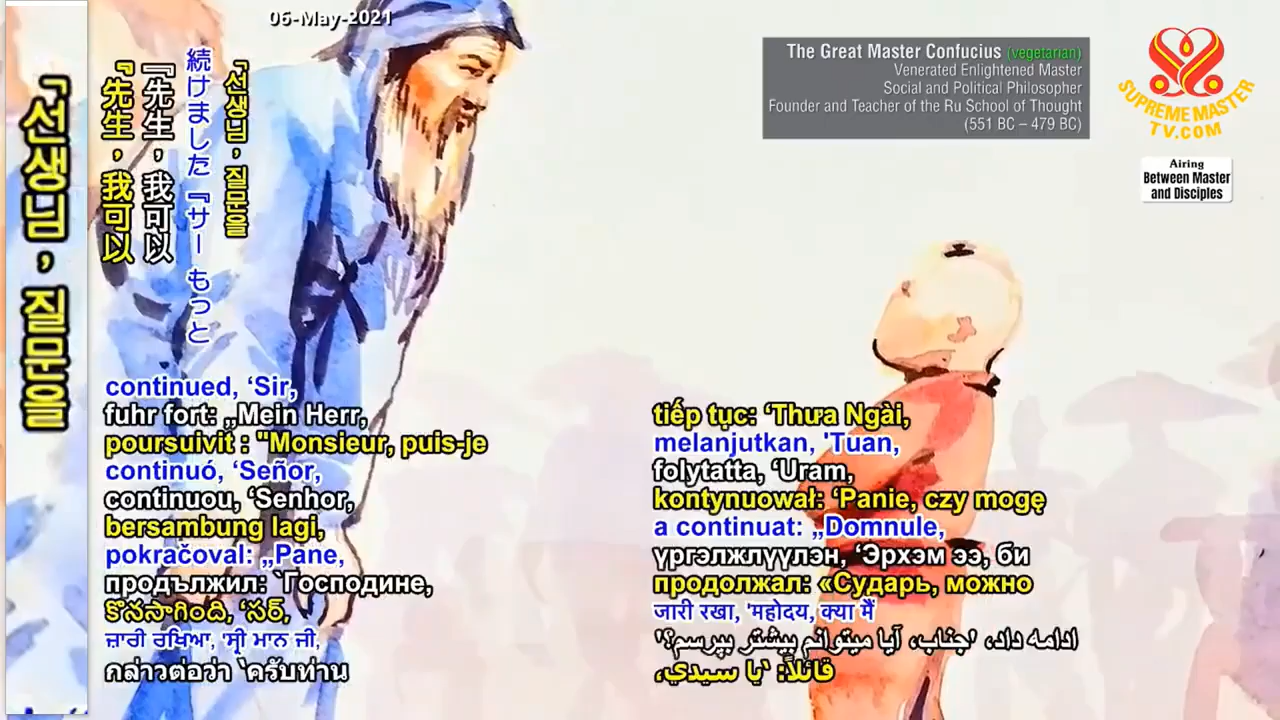 06-May-2021
The Great Master Confucius (vegetarian)
Venerated Enlightened Master
Social and Political Philosopher
Founder and Teacher of the Ru School of Thought
(551 BC – 479 BC)
SUPREME MASTER
TV.COM
Airing
Between Master
and Disciples
「선생님, 질문을
「선생님, 질문을
続けました『サー もっと
『先生，我可以
『先生，我可以
continued, ‘Sir,
fuhr fort: „Mein Herr,
poursuivit : "Monsieur, puis-je
continuó, ‘Señor,
continuou, ‘Senhor,
bersambung lagi,
pokračoval: „Pane,
продължил: `Господине,
కొనసాగింది, ‘సర్,
ਜ਼ਾਰੀ ਰਖਿਆ, 'ਸ੍ਰੀ ਮਾਨ ਜੀ,
กล่าวต่อว่า `ครับท่าน
tiếp tục: ‘Thưa Ngài,
melanjutkan, 'Tuan,
folytatta, ‘Uram,
kontynuował: ‘Panie, czy mogę
a continuat: „Domnule,
үргэлжлүүлэн, ‘Эрхэм ээ, би
продолжал: «Сударь, можно
जारी रखा, 'महोदय, क्या मैं
ادامه داد، 'جناب، آیا میتوانم بیشتر بپرسم؟'
قائلاً: ‘يا سيدي،